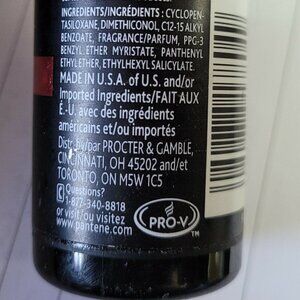 INGREDIENTS/INGRÉDIENTS: CYCLOPEN-
TASILOXANE, DIMETHICONOL, C12-15 ALKYL
BENZOATE, FRAGRANCE/PARFUM, PPG-3
BENZYL ETHER MYRISTATE, PANTHENYL
ETHYL ETHER, ETHYLHEXYL SALICYLATE.
MADE IN U.S.A. of U.S. and/or
Imported Ingredients/FAIT AUX
É.-U. avec des ingrédients
américains et/ou importés
Distr. by/par PROCTER & GAMBLE,
CINCINNATI, OH 45202 and/et
TORONTO, ON M5W 1C5
Questions?
1-877-340-8818
or visit/ou visitez
www.pantene.com
PRO-V
TM